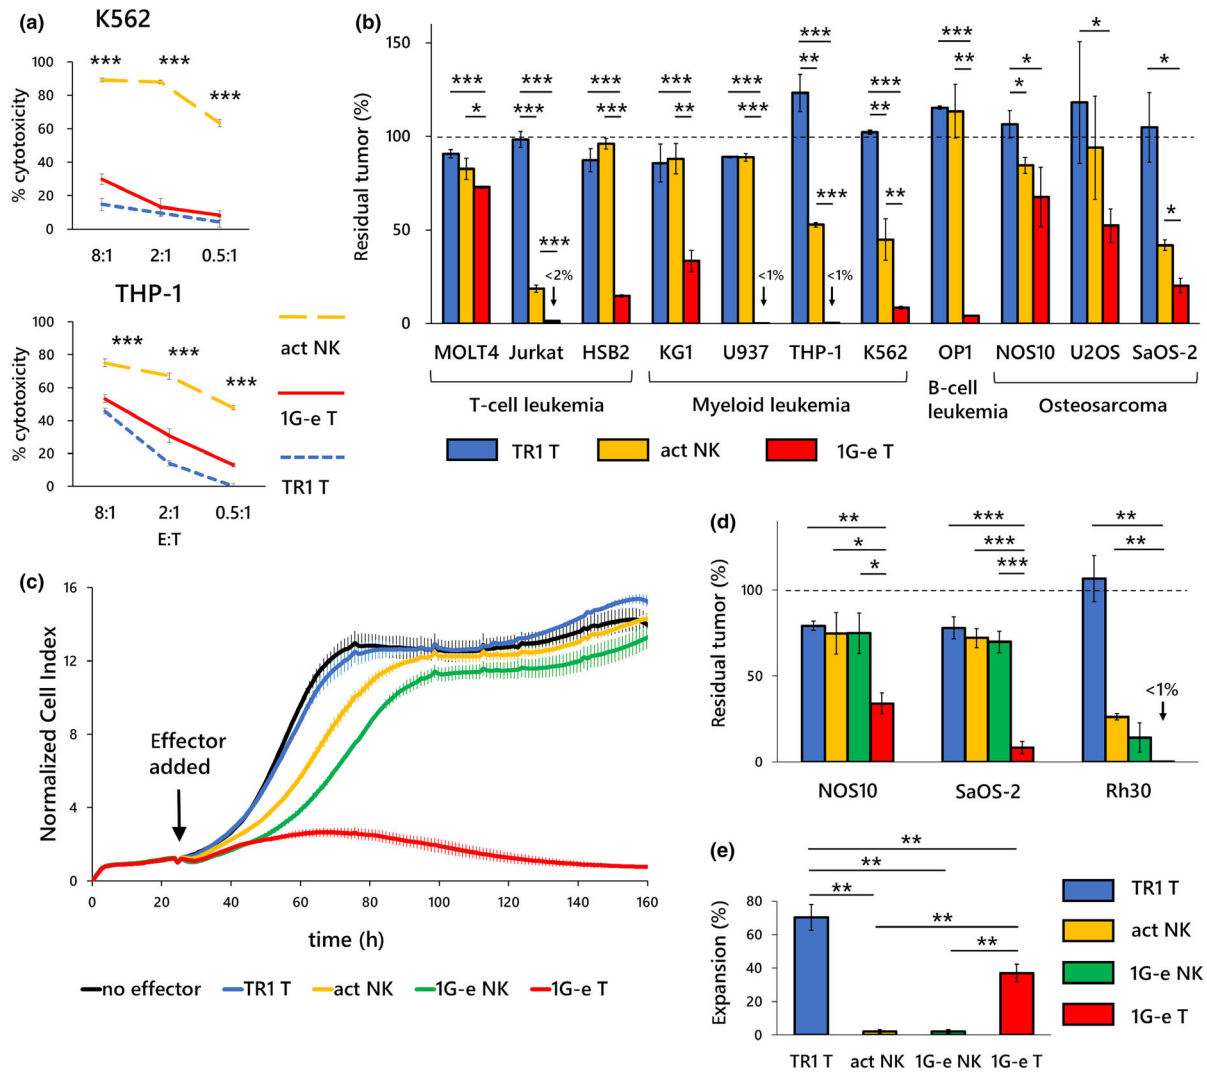 (a)
K562
*** *** ***
% cytotoxicity
100
80
60
40
20
0
8:1 2:1 0.5:1
THP-1
*** *** ***
% cytotoxicity
100
80
60
40
20
0
8:1 2:1 0.5:1
E:T
act NK
1G-e T
TR1 T
(b)
Residual tumor (%)
150
100
50
0
*** *** *** *** *** *** *** *** * * *
* *** *** ** *** ** ** ** *
*** <2% <1% *** <1% ** *
MOLT4 Jurkat HSB2 KG1 U937 THP-1 K562 OP1 NOS10 U2OS SaOS-2
T-cell leukemia Myeloid leukemia B-cell
leukemia Osteosarcoma
TR1 T act NK 1G-e T
(c)
Normalized Cell Index
16
12
8
4
0
Effector
added
0 20 40 60 80 100 120 140 160
time (h)
no effector TR1 T act NK 1G-e NK 1G-e T
(d)
Residual tumor (%)
100
50
0
** *** **
* *** **
* ***
<1%
NOS10 SaOS-2 Rh30
(e)
Expansion (%)
80
60
40
20
0
**
**
** **
**
TR1 T act NK 1G-e NK 1G-e T
TR1 T
act NK
1G-e NK
1G-e T